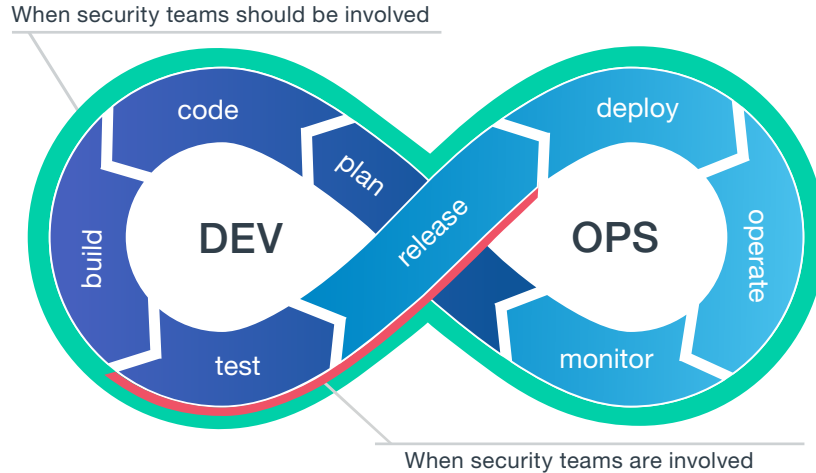 When security teams should be involved
code
deploy
plan
release
DEV
OPS
build
operate
test
monitor
When security teams are involved